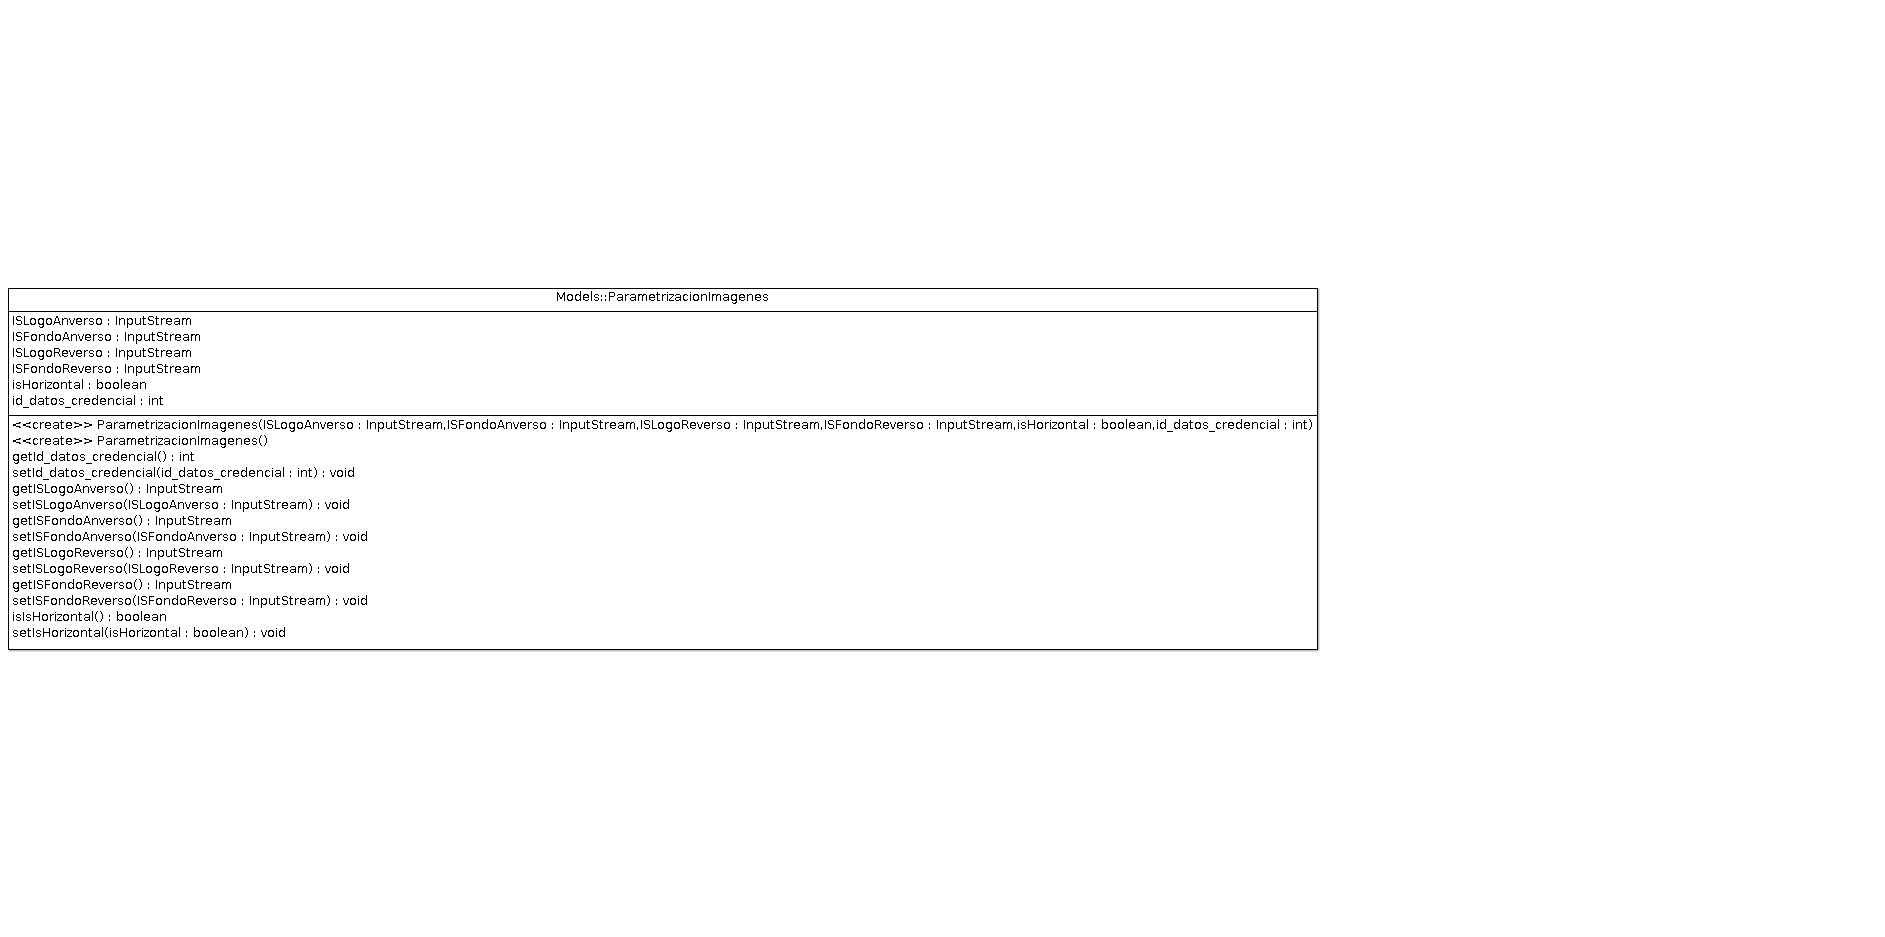 Models::ParametrizacionImagenes
ISLogoAnverso : InputStream
ISFondoAnverso : InputStream
ISLogoReverso : InputStream
ISFondoReverso : InputStream
isHorizontal : boolean
id_datos_credencial : int
<<create>> ParametrizacionImagenes(ISLogoAnverso : InputStream,ISFondoAnverso : InputStream,ISLogoReverso : InputStream,ISFondoReverso : InputStream,isHorizontal : boolean,id_datos_credencial : int)
<<create>> ParametrizacionImagenes()
getId_datos_credencial() : int
setId_datos_credencial(id_datos_credencial : int) : void
getISLogoAnverso() : InputStream
setISLogoAnverso(ISLogoAnverso : InputStream) : void
getISFondoAnverso() : InputStream
setISFondoAnverso(ISFondoAnverso : InputStream) : void
getISLogoReverso() : InputStream
setISLogoReverso(ISLogoReverso : InputStream) : void
getISFondoReverso() : InputStream
setISFondoReverso(ISFondoReverso : InputStream) : void
isIsHorizontal() : boolean
setIsHorizontal(isHorizontal : boolean) : void